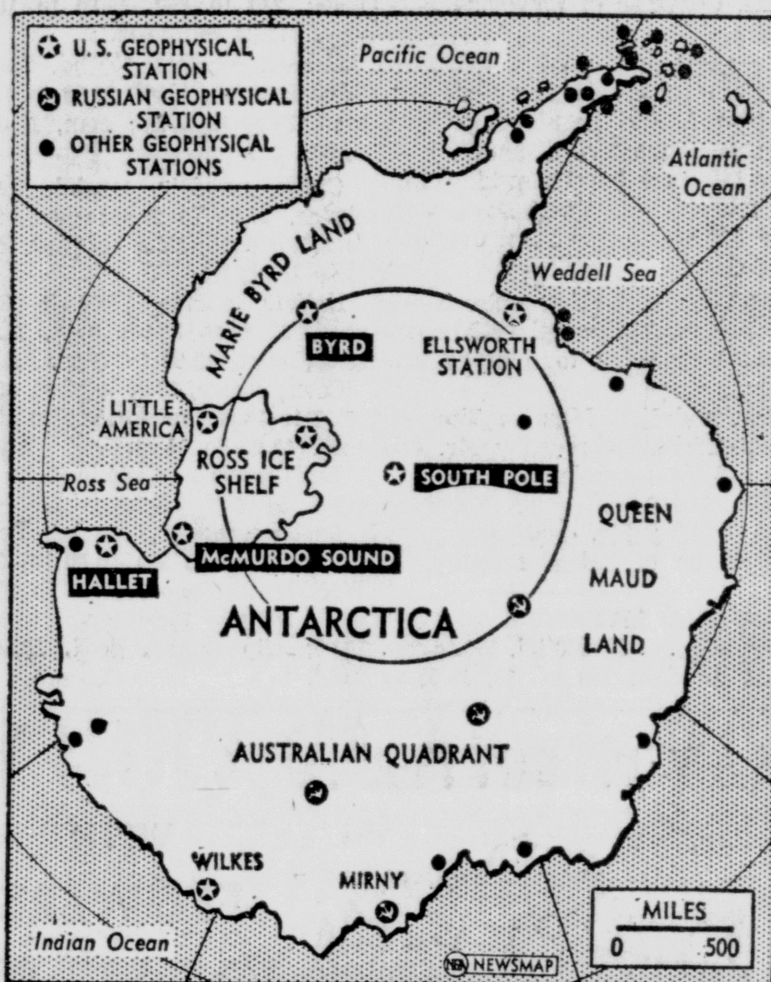 U. S. GEOPHYSICAL
STATION
RUSSIAN GEOPHYSICAL
STATION
OTHER GEOPHYSICAL
STATIONS
Pacific Ocean
Atlantic
Ocean
Weddell Sea
MARIE BYRD LAND
BYRD
ELLSWORTH
STATION
LITTLE
AMERICA
ROSS ICE
SHELF
Ross Sea
SOUTH POLE
QUEEN
MAUD
LAND
McMURDO SOUND
HALLET
ANTARCTICA
AUSTRALIAN QUADRANT
WILKES
MIRNY
Indian Ocean
MILES
0 500
NEA NEWSMAP